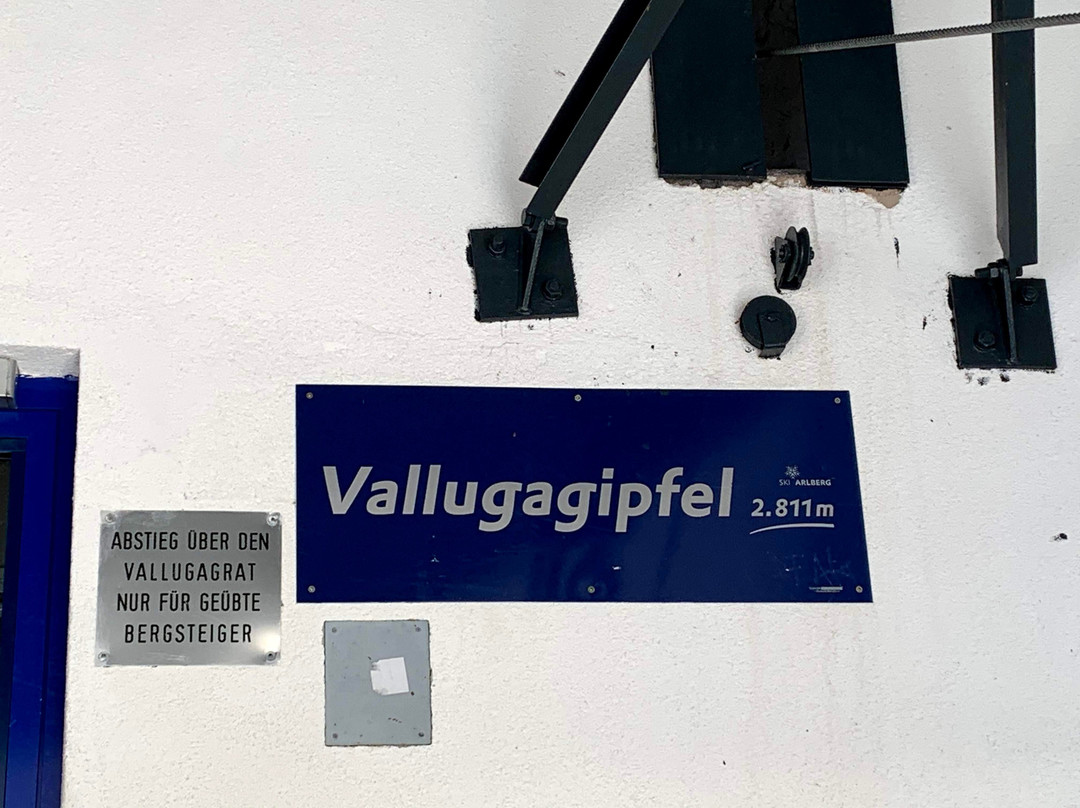 Vallugagipfel
SKI ARLBERG
2.811m
ABSTIEG ÜBER DEN
VALLUGAGRAT
NUR FÜR GEÜBTE
BERGSTEIGER